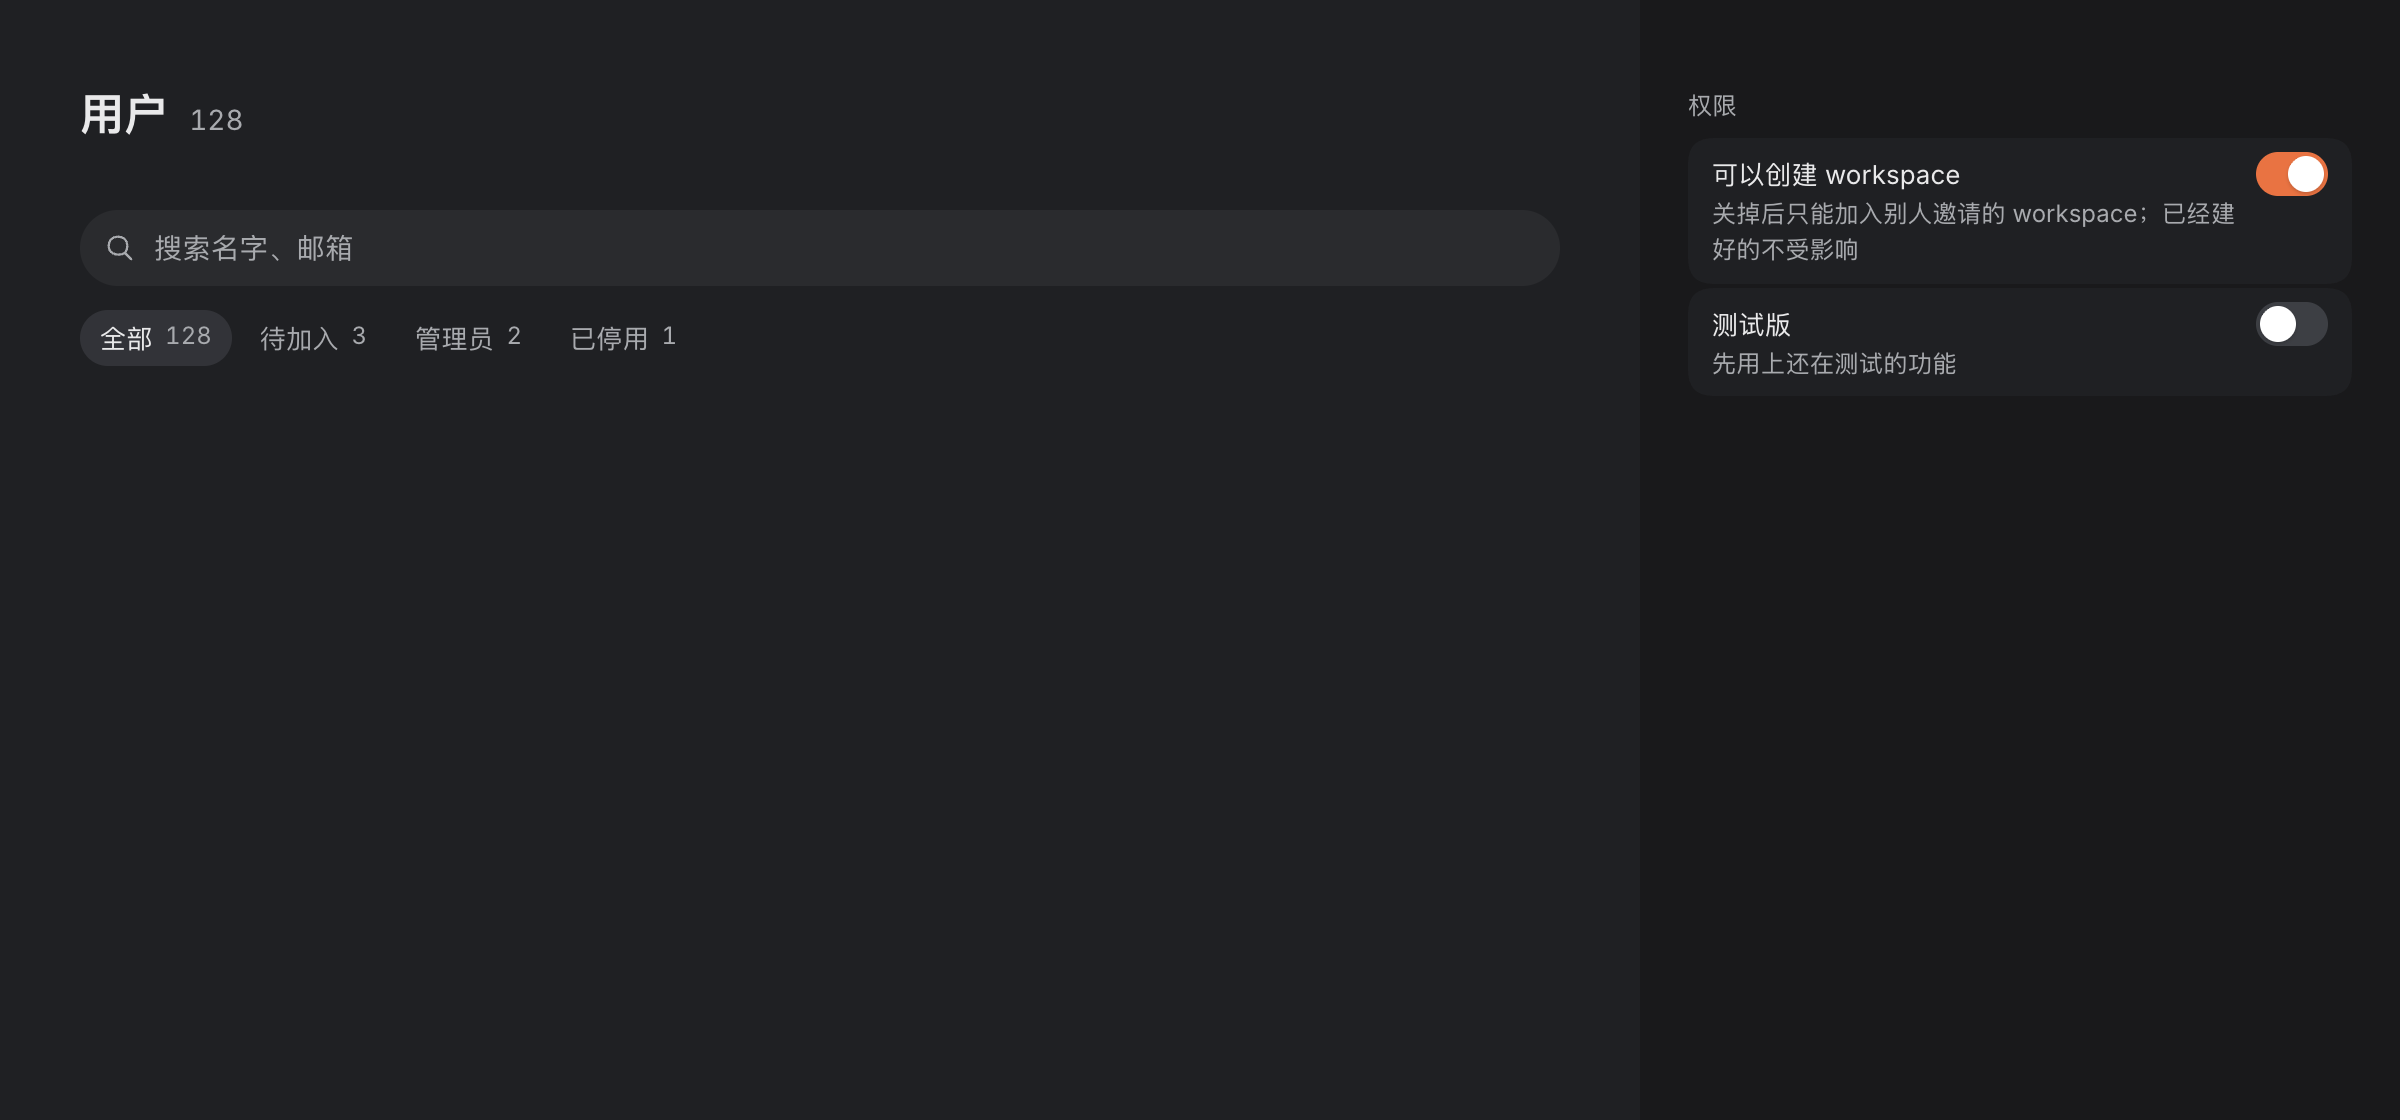 用户 128
搜索名字、邮箱
全部 128 待加入 3 管理员 2 已停用 1
权限
可以创建 workspace
关掉后只能加入别人邀请的 workspace；已经建
好的不受影响
测试版
先用上还在测试的功能